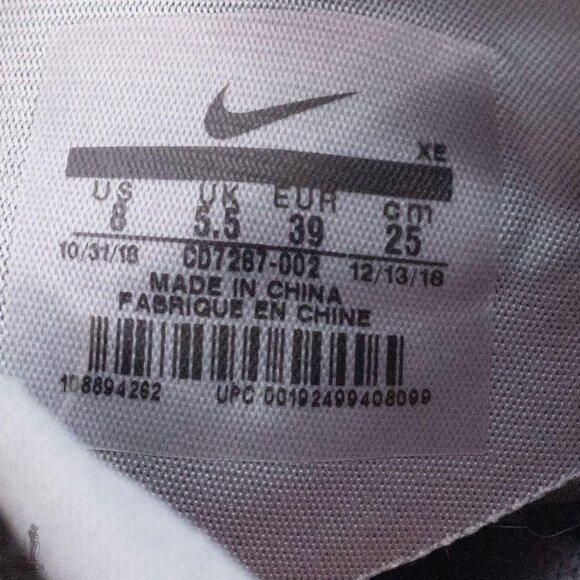 XE
US UK EUR cm
8 5.5 39 25
10/31/18 CD7287-002 12/13/18
MADE IN CHINA
FABRIQUE EN CHINE
108894262 UPC 00192499408099